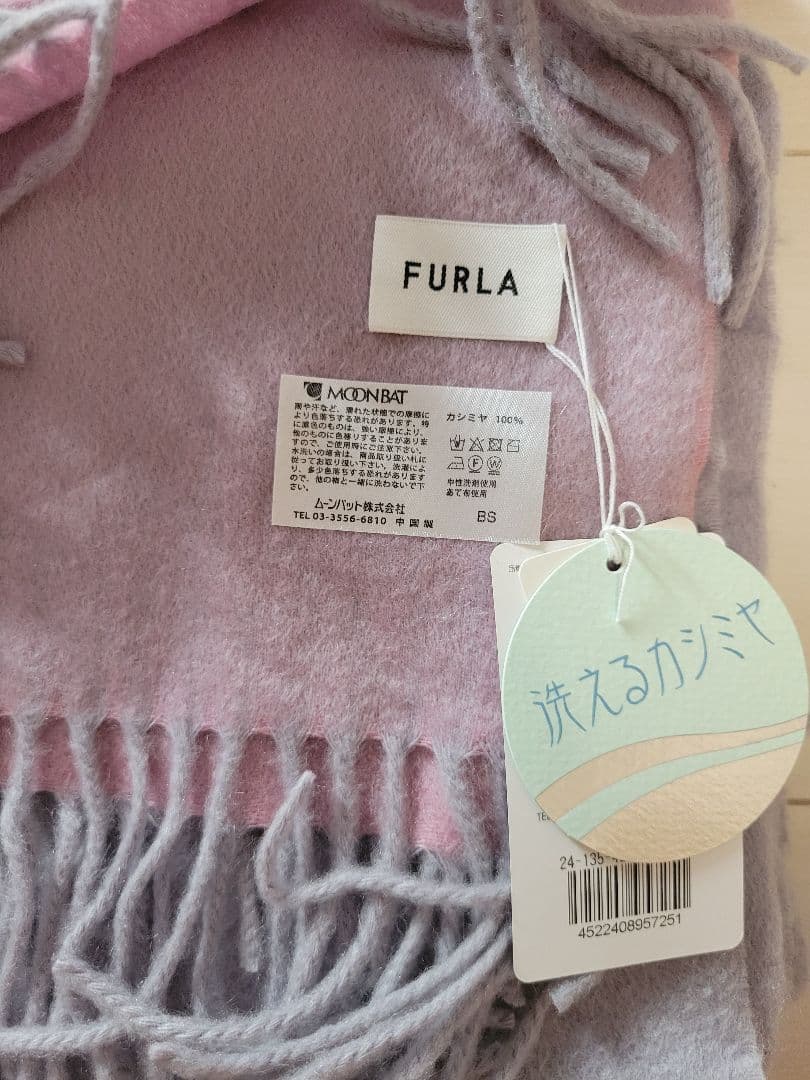 FURLA
MOONBAT
雨や汗など、濡れた状態での摩擦に
より色落ちする恐れがあります。特
に濃色のものは、強い摩擦により、
他のものに色移りすることがありま
すので、ご使用時にご注意下さい。
水洗いの場合は、商品取り扱い札に
従ってお取り扱い下さい。洗濯によ
り、多少色落ちする恐れがあります
ので、他の物と一緒に洗わないで下
さい。
ムーンバット株式会社
TEL 03-3556-6810 中国製
カシミヤ 100%
F W
中性洗剤使用
あて布使用
BS
洗えるカシミヤ
TEL
24-135-4
4522408957251